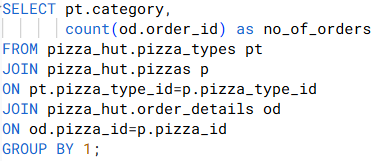 SELECT pt.category,
count(od.order_id) as no_of_orders
FROM pizza_hut.pizza_types pt
JOIN pizza_hut.pizzas p
ON pt.pizza_type_id=p.pizza_type_id
JOIN pizza_hut.order_details od
ON od.pizza_id=p.pizza_id
GROUP BY 1;